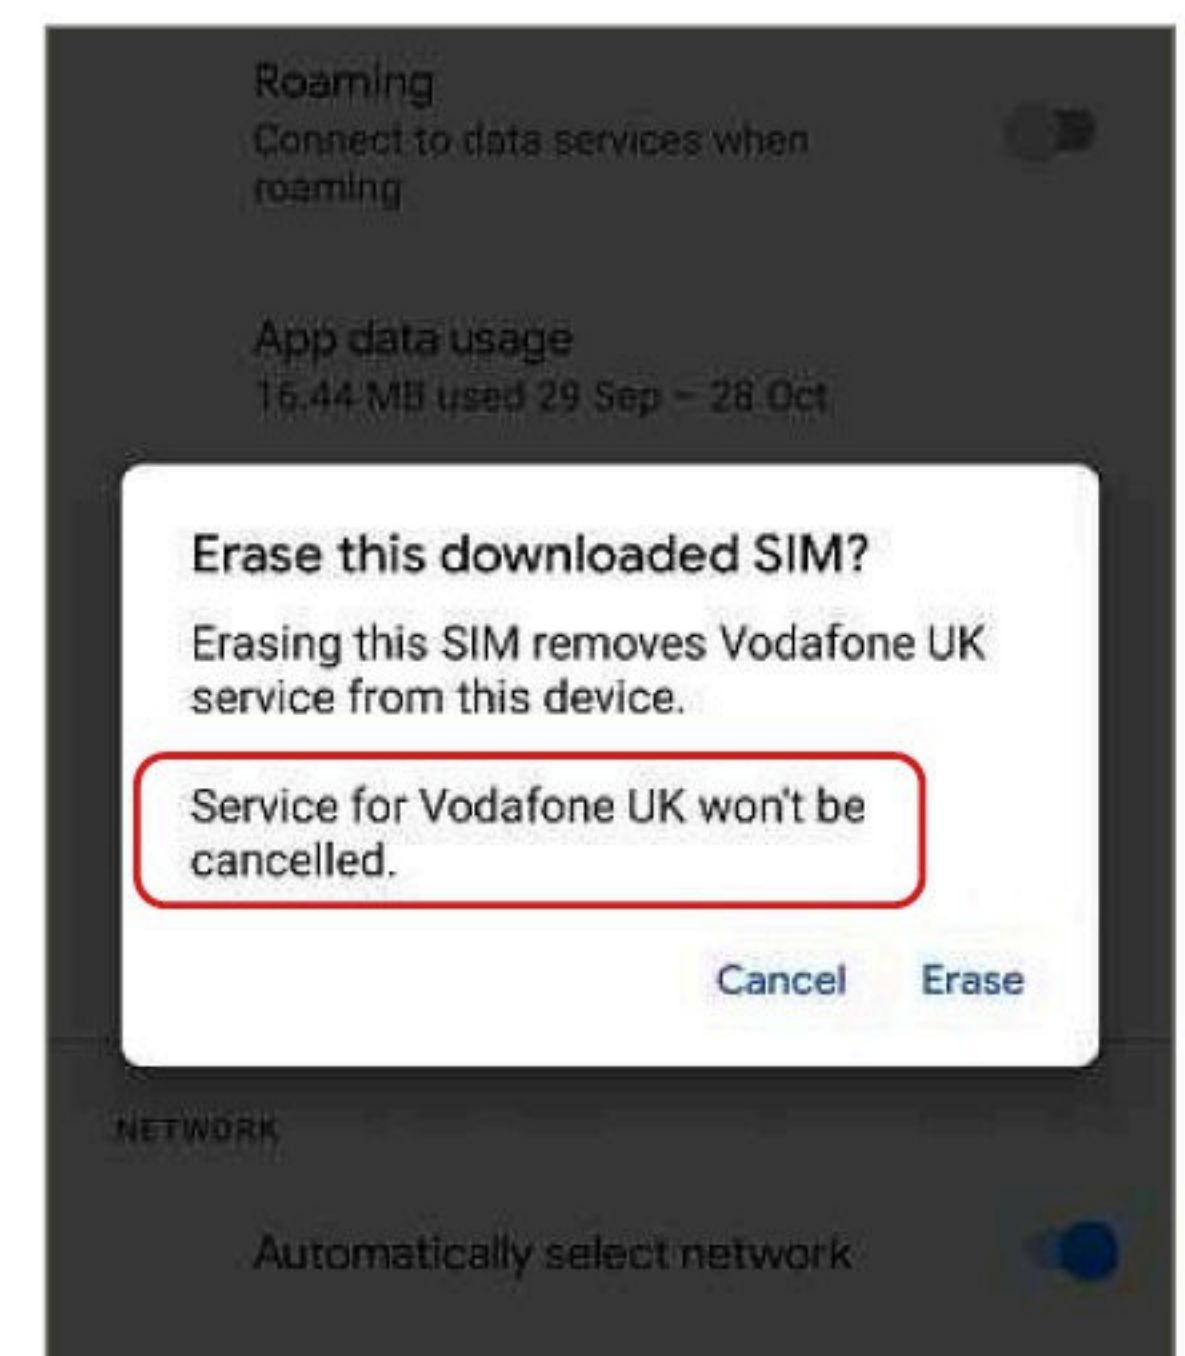 Roaming
Connect to data services when
roaming
App data usage
16.44 MB used 29 Sep – 28 Oct
Erase this downloaded SIM?
Erasing this SIM removes Vodafone UK
service from this device.
Service for Vodafone UK won't be
cancelled.
Cancel Erase
NETWORK
Automatically select network